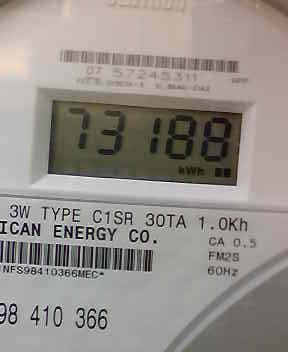 07 57245311
73188
kWh
3W TYPE C1SR 30TA 1.0Kh
ICAN ENERGY CO.
CA 0.5
FM2S
60Hz
NFS98410366MEC*
98 410 366